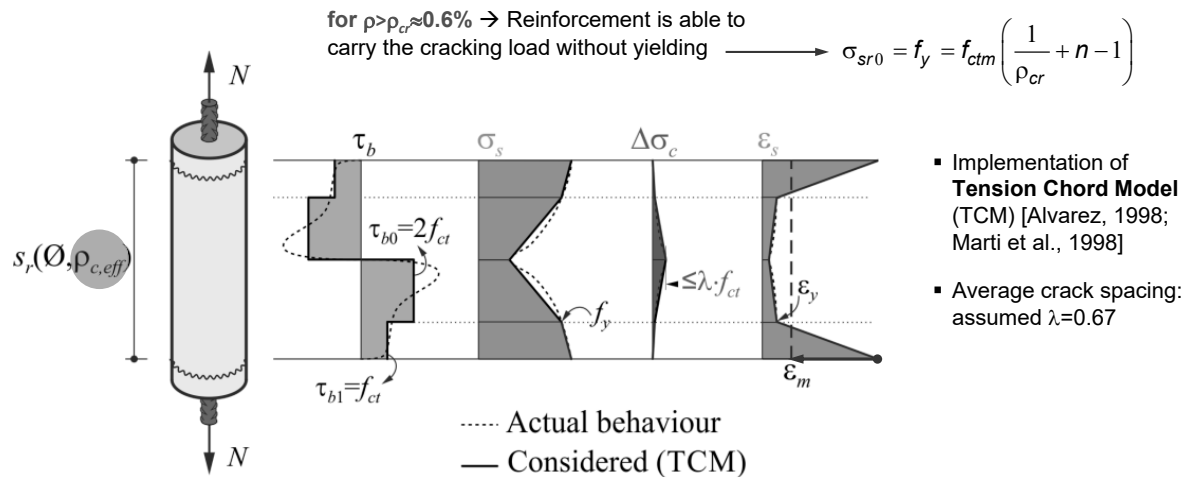 for ρ>ρcr≈0.6% → Reinforcement is able to
carry the cracking load without yielding
σsr0 = fy = fctm (1/ρcr + n − 1)
N
τb
σs
Δσc
εs
τb0=2fct
sr(Ø,ρc,eff)
≤λ·fct
εy
fy
εm
τb1=fct
N
▪ Implementation of
Tension Chord Model
(TCM) [Alvarez, 1998;
Marti et al., 1998]
▪ Average crack spacing:
assumed λ=0.67
Actual behaviour
Considered (TCM)